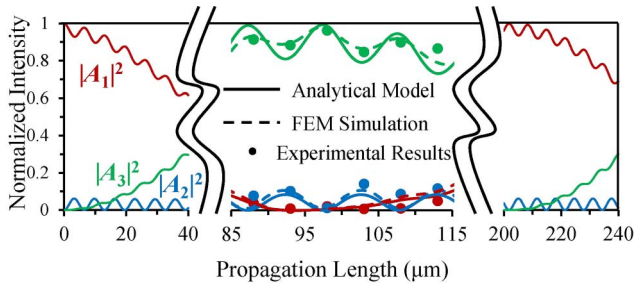 Normalized Intensity
1
0.8
0.6
0.4
0.2
0
|A₁|²
|A₃|²
|A₂|²
Analytical Model
FEM Simulation
Experimental Results
0 20 40 85 95 105 115 200 220 240
Propagation Length (μm)